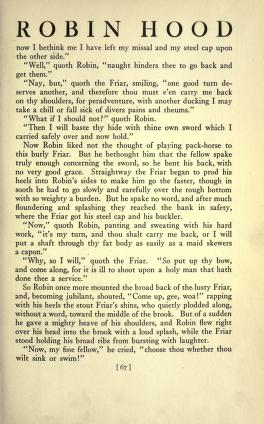 ROBIN HOOD
now I bethink me I have left my missal and my steel cap upon
the other side."
"Well," quoth Robin, "naught hinders thee to go back and
get them."
"Nay, but," quoth the Friar, smiling, "one good turn de-
serves another, and therefore thou must e'en carry me back
on thy shoulders, for peradventure, with another ducking I may
take a chill or fall sick of divers pains and rheums."
"What if I should not?" quoth Robin.
"Then I will baste thy hide with thine own sword which I
carried safely over and now hold."
Now Robin liked not the thought of playing pack-horse to
this burly Friar. But he bethought him that the fellow spake
truly enough concerning the sword, so he bent his back, with
no very good grace. Straightway the Friar began to prod his
heels into Robin's sides to make him go the faster, though in
sooth he had to go slowly and carefully over the rough bottom
with so weighty a burden. But he spake no word, and after much
floundering and splashing they reached the bank in safety,
where the Friar got his steel cap and his buckler.
"Now," quoth Robin, panting and sweating with his hard
work, "it's my turn, and thou shalt carry me back, or I will
put a shaft through thy fat body as easily as a maid skewers
a capon."
"Why, so I will," quoth the Friar. "So put up thy bow,
and come along, for it is ill to shoot upon a holy man that hath
done thee a service."
So Robin once more mounted the broad back of the lusty Friar,
and, becoming jubilant, shouted, "Come up, gee, woa!" rapping
with his heels the stout Friar's shins, who quietly plodded along,
without a word, toward the middle of the brook. But of a sudden
he gave a mighty heave of his shoulders, and Robin flew right
over his head into the brook with a loud splash, while the Friar
stood holding his broad ribs from bursting with laughter.
"Now, my fine fellow," he cried, "choose thou whether thou
wilt sink or swim!"
[67]